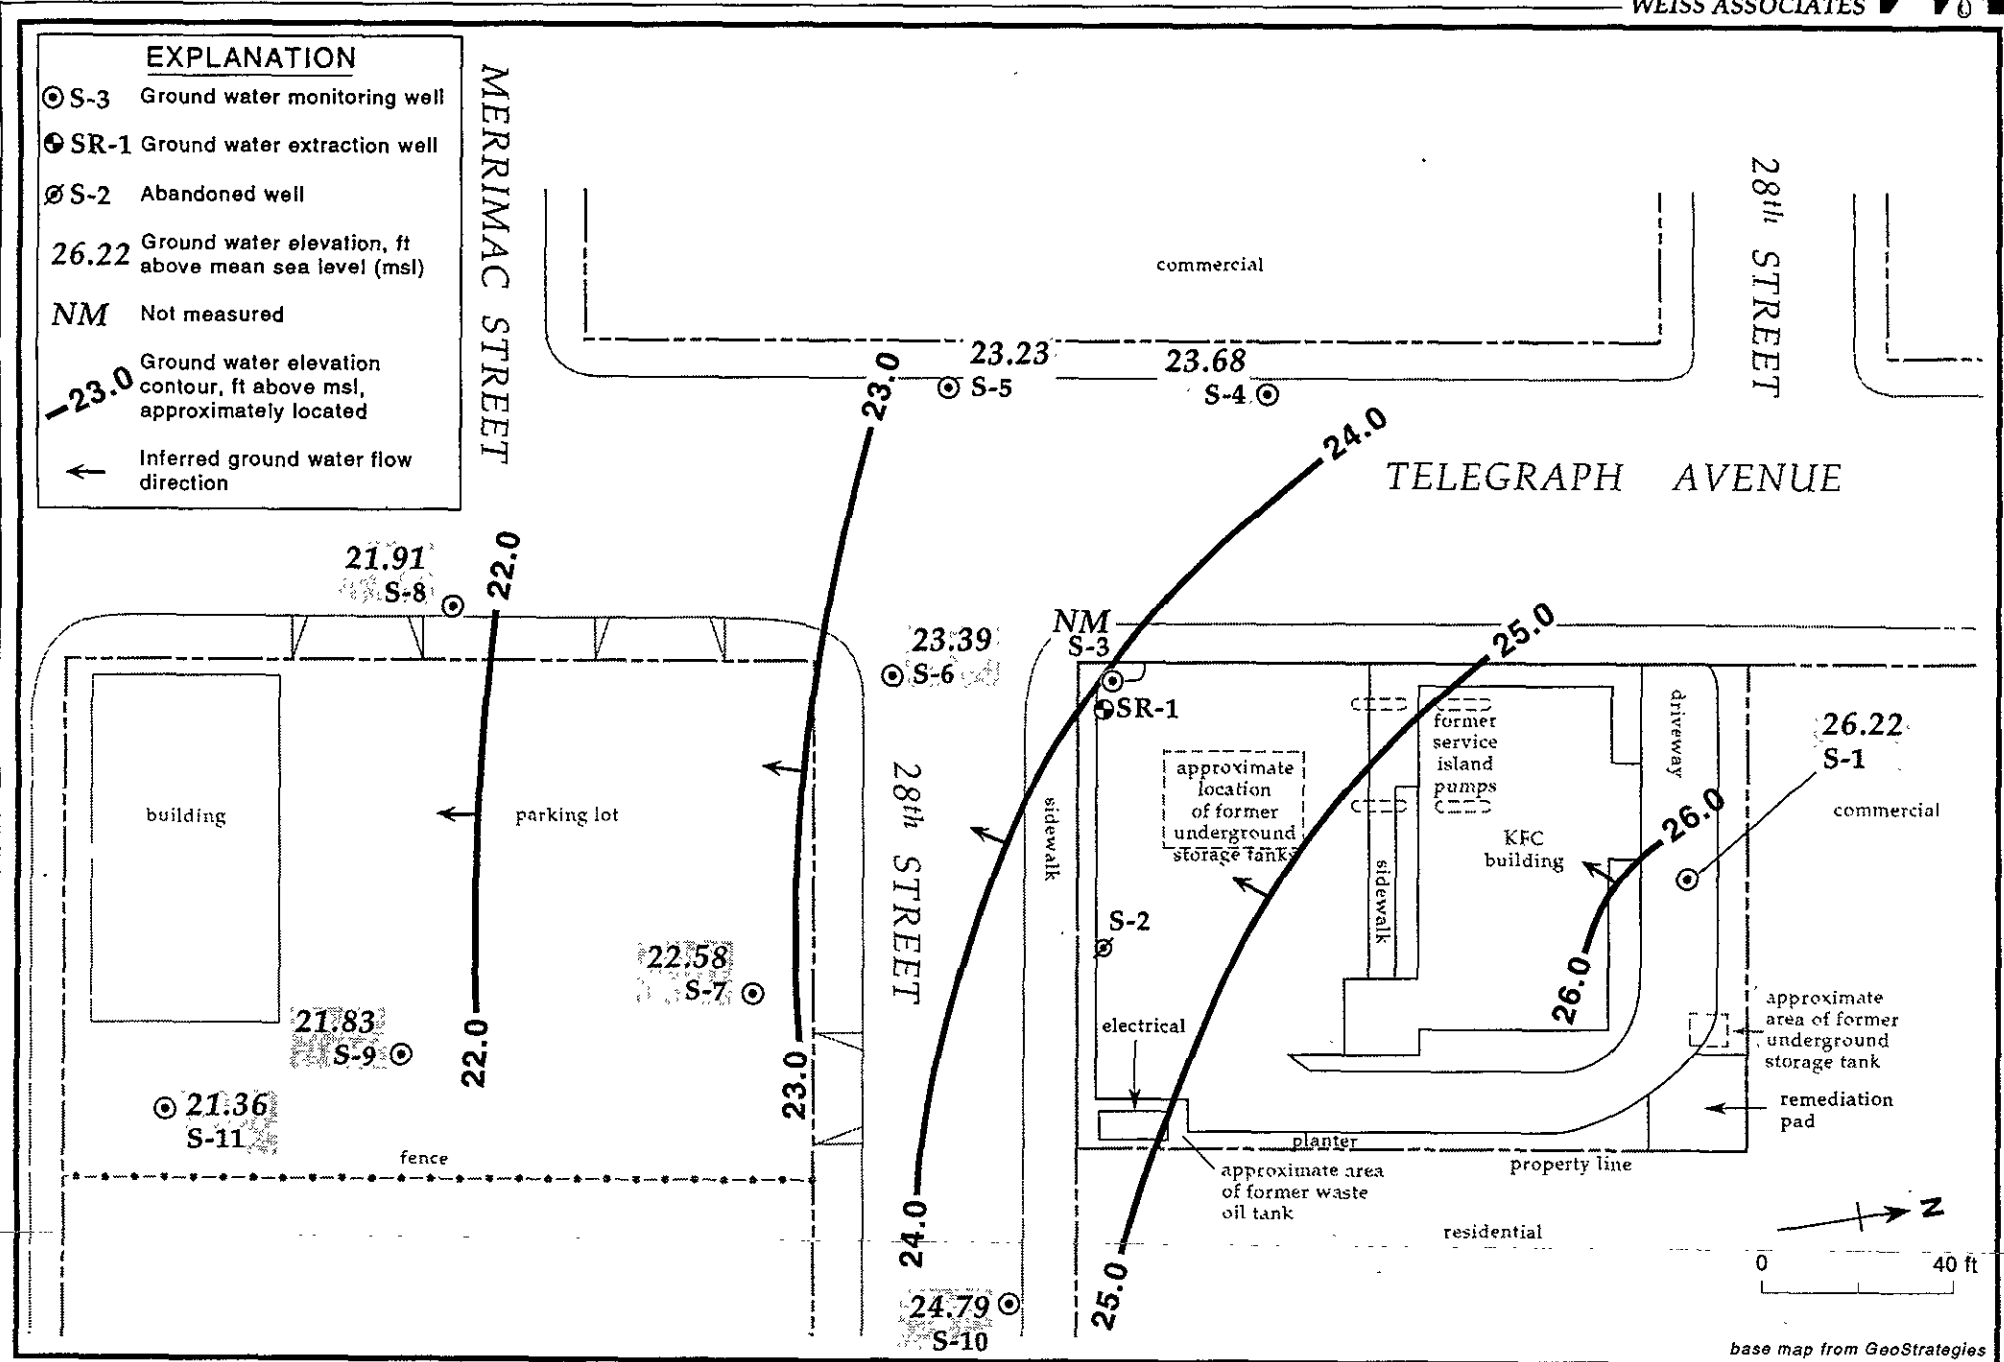 WEISS ASSOCIATES
EXPLANATION
S-3 Ground water monitoring well
SR-1 Ground water extraction well
S-2 Abandoned well
26.22 Ground water elevation, ft
above mean sea level (msl)
NM Not measured
23.0 Ground water elevation
contour, ft above msl,
approximately located
Inferred ground water flow
direction
MERRIMAC STREET
28th STREET
commercial
23.0
23.23
S-5
23.68
S-4
24.0
TELEGRAPH AVENUE
21.91
S-8
22.0
23.39
S-6
NM
S-3
SR-1
25.0
former
service
island
pumps
driveway
26.22
S-1
commercial
building
parking lot
28th STREET
sidewalk
approximate
location
of former
underground
storage tanks
sidewalk
KFC
building
26.0
S-2
22.58
S-7
26.0
21.83
S-9
22.0
23.0
electrical
approximate
area of former
underground
storage tank
remediation
pad
21.36
S-11
fence
planter
property line
approximate area
of former waste
oil tank
residential
24.0
25.0
24.79
S-10
N
0 40 ft
base map from GeoStrategies